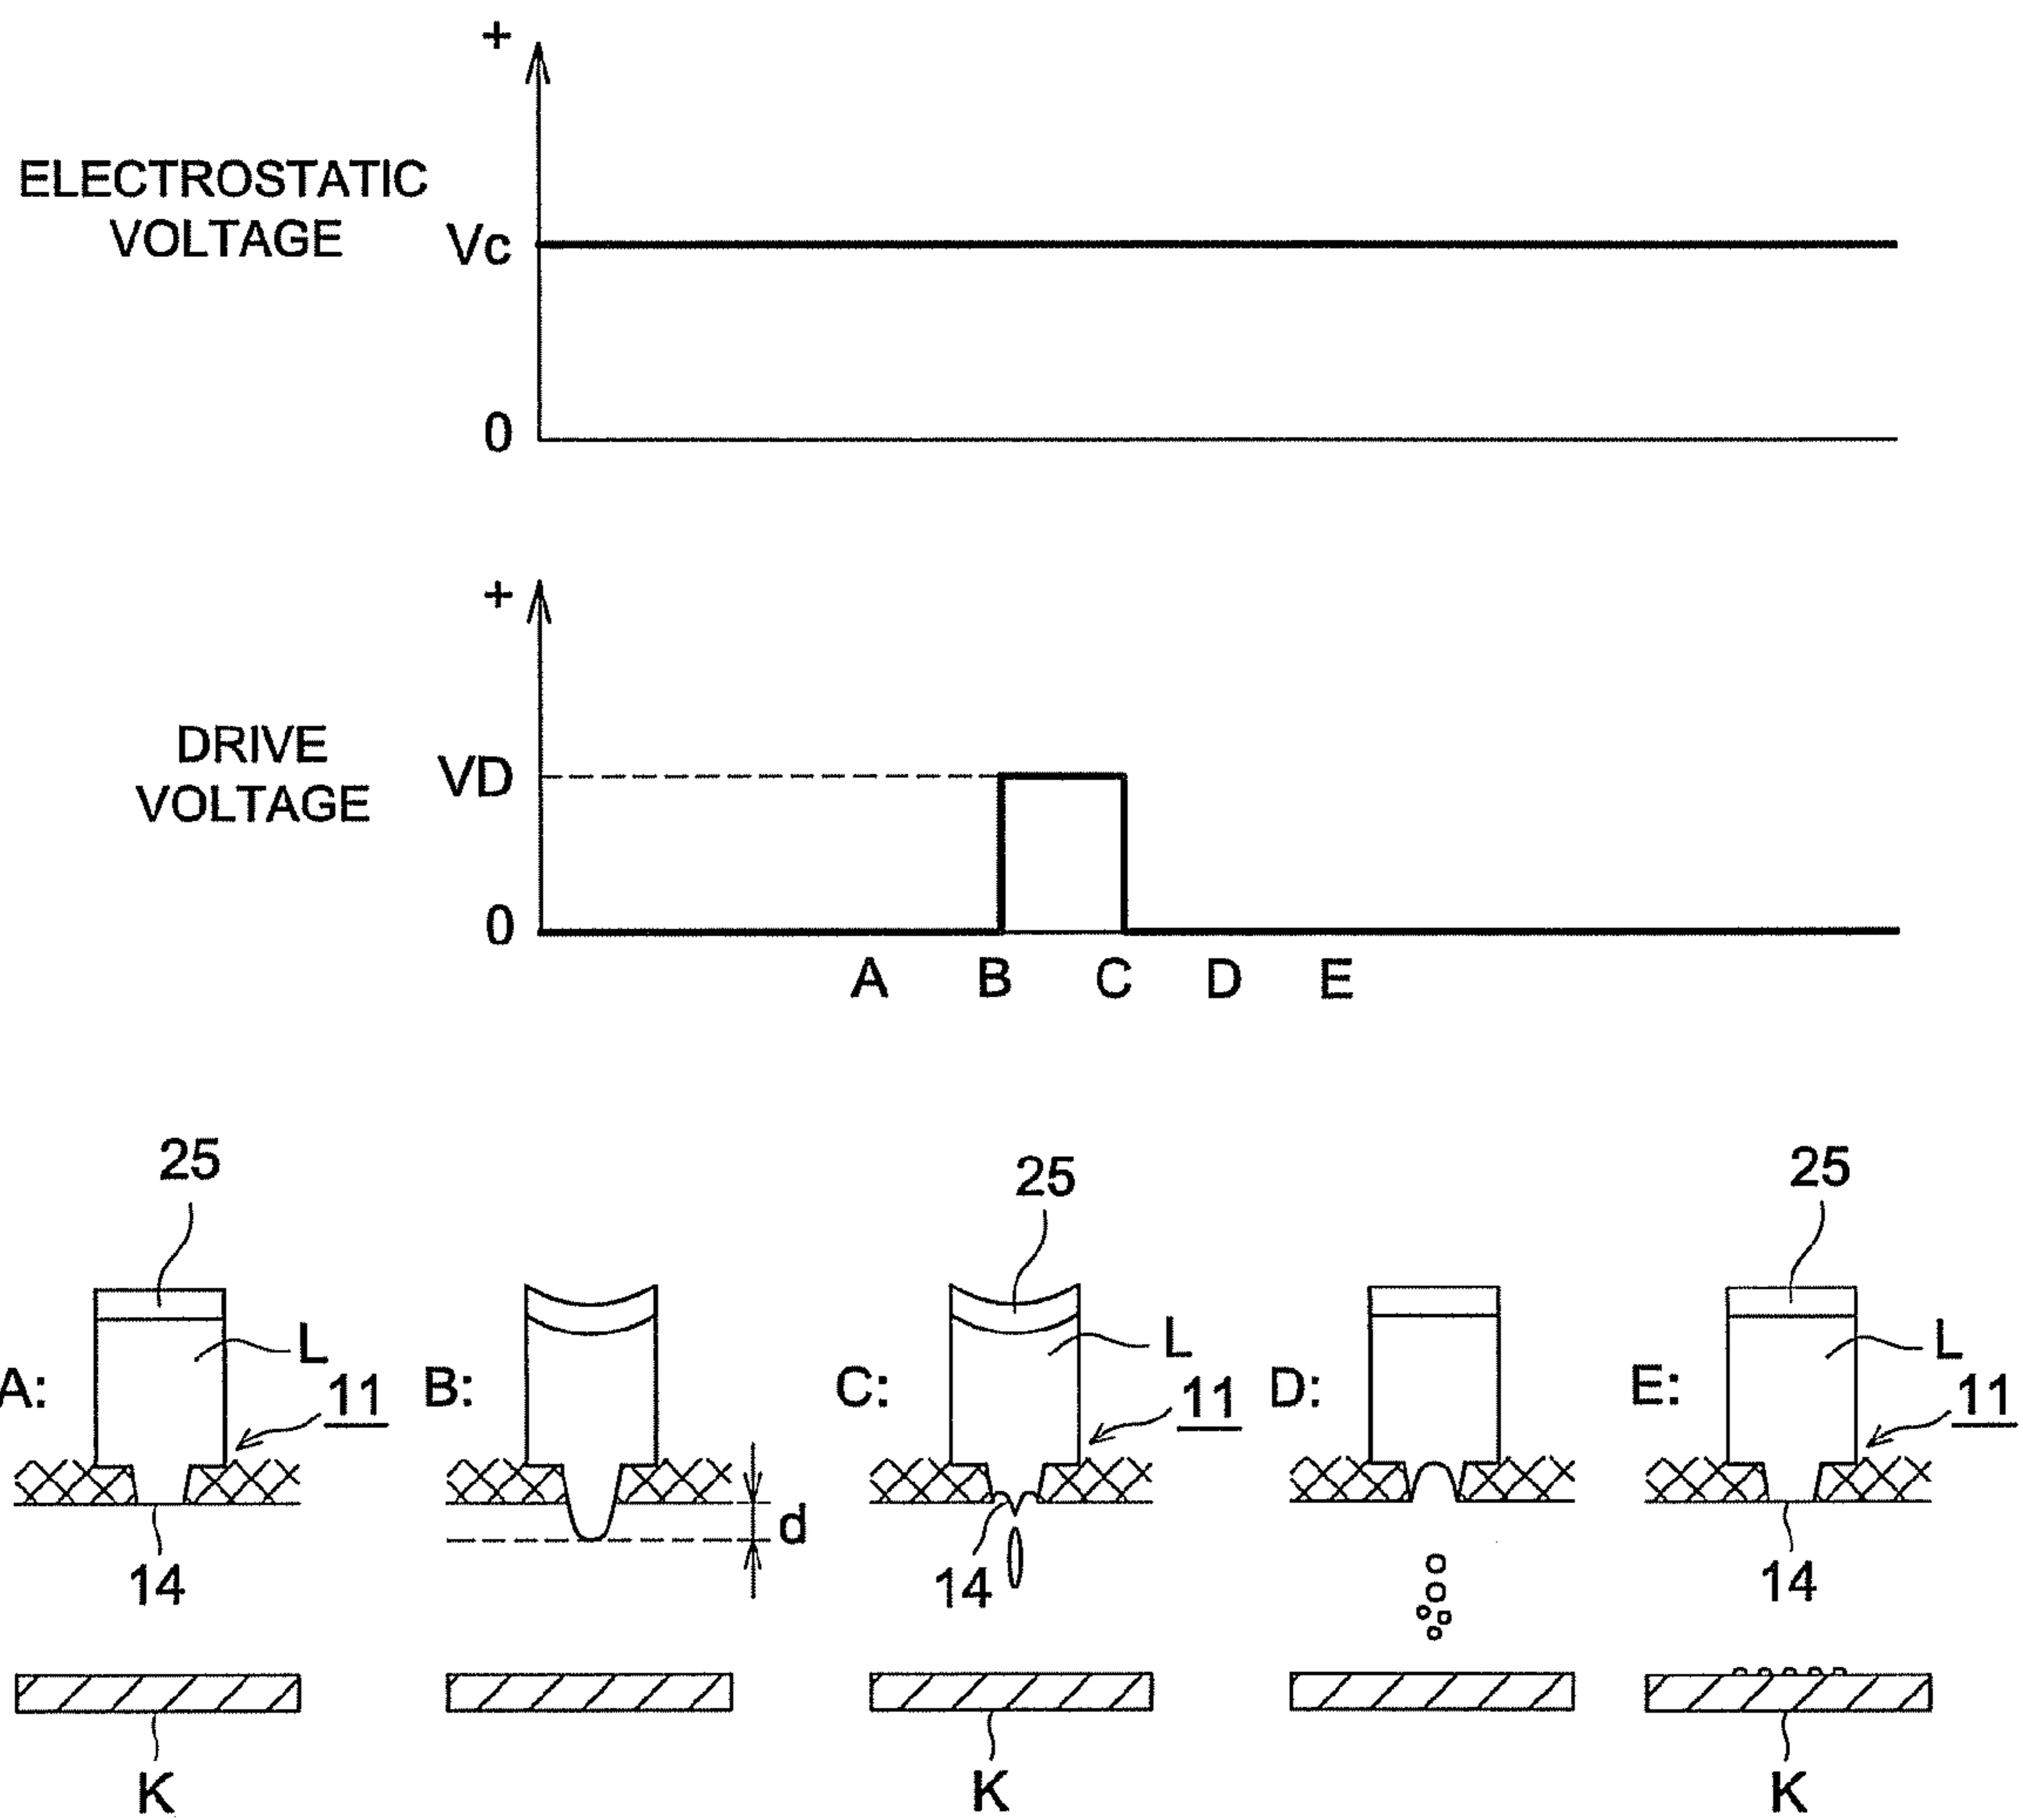 +
ELECTROSTATIC
VOLTAGE
Vc
0
+
DRIVE
VOLTAGE
VD
0
A B C D E
25 25 25
L L L
A: 11 B: C: 11 D: E: 11
d
14 14 14
K K K